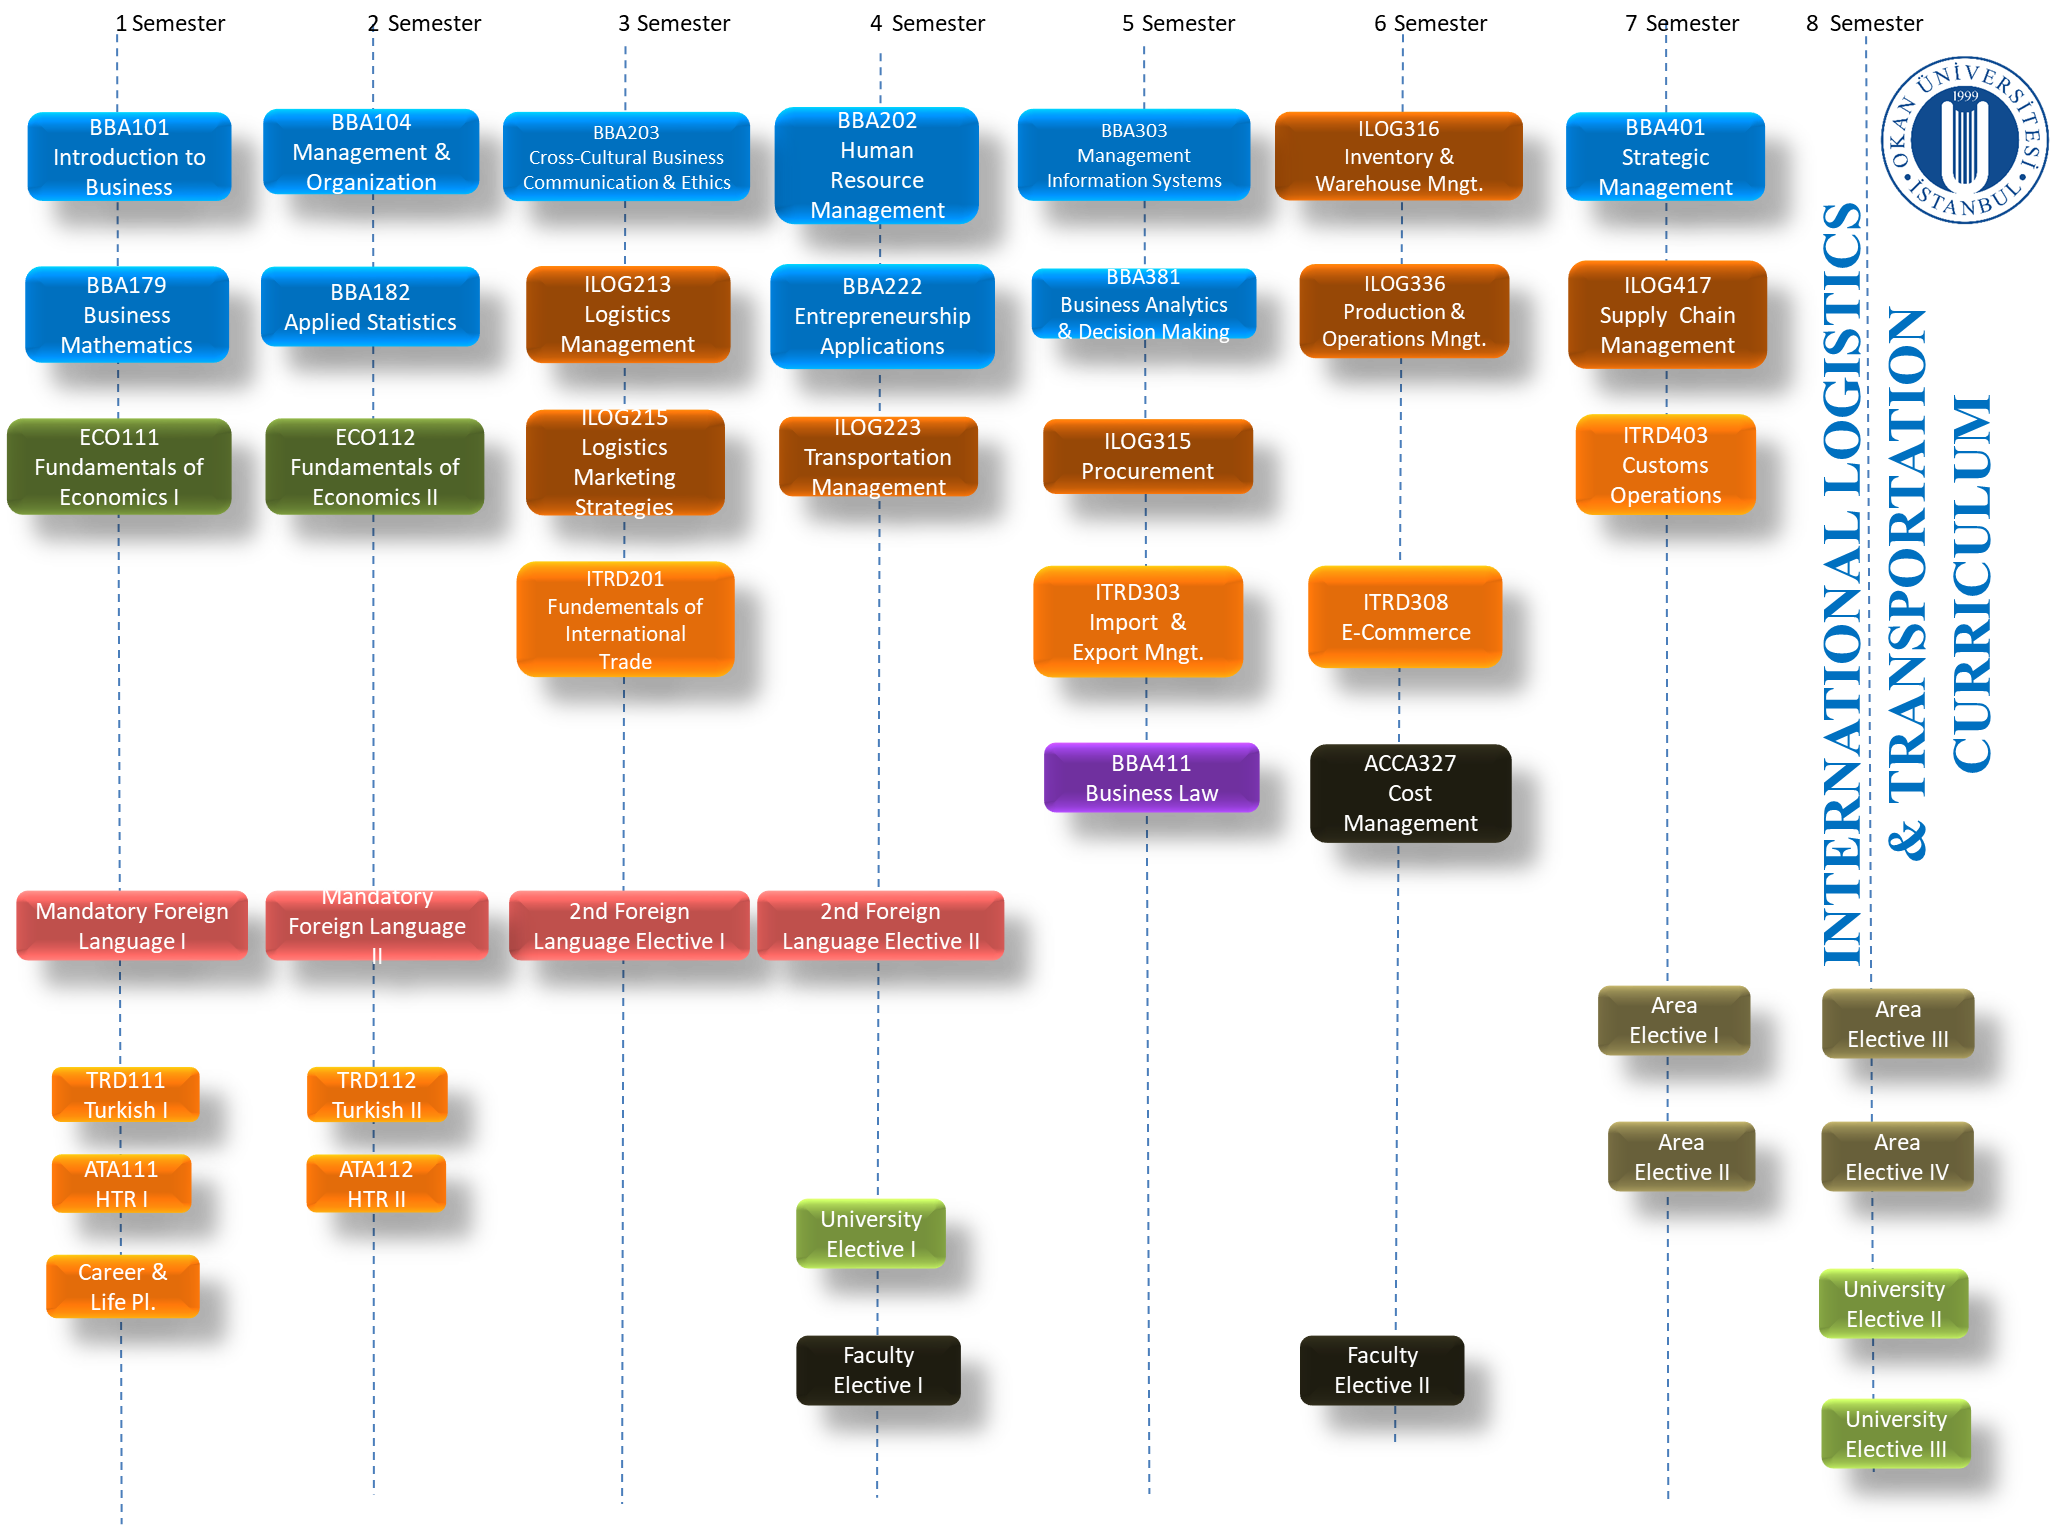 1 Semester
2 Semester
3 Semester
4 Semester
5 Semester
6 Semester
7 Semester
8 Semester
BBA101
Introduction to
Business
BBA179
Business
Mathematics
ECO111
Fundamentals of
Economics I
Mandatory Foreign
Language I
TRD111
Turkish I
ATA111
HTR I
Career &
Life Pl.
BBA104
Management &
Organization
BBA182
Applied Statistics
ECO112
Fundamentals of
Economics II
Mandatory
Foreign Language
II
TRD112
Turkish II
ATA112
HTR II
BBA203
Cross-Cultural Business
Communication & Ethics
ILOG213
Logistics
Management
ILOG215
Logistics
Marketing
Strategies
ITRD201
Fundementals of
International
Trade
2nd Foreign
Language Elective I
BBA202
Human
Resource
Management
BBA222
Entrepreneurship
Applications
ILOG223
Transportation
Management
2nd Foreign
Language Elective II
University
Elective I
Faculty
Elective I
BBA303
Management
Information Systems
BBA381
Business Analytics
& Decision Making
ILOG315
Procurement
ITRD303
Import &
Export Mngt.
BBA411
Business Law
ILOG316
Inventory &
Warehouse Mngt.
ILOG336
Production &
Operations Mngt.
ITRD308
E-Commerce
ACCA327
Cost
Management
Faculty
Elective II
BBA401
Strategic
Management
ILOG417
Supply Chain
Management
ITRD403
Customs
Operations
Area
Elective I
Area
Elective II
Area
Elective III
Area
Elective IV
University
Elective II
University
Elective III
OKAN ÜNİVERSİTESİ
1999
• İSTANBUL •
INTERNATIONAL LOGISTICS
& TRANSPORTATION
CURRICULUM